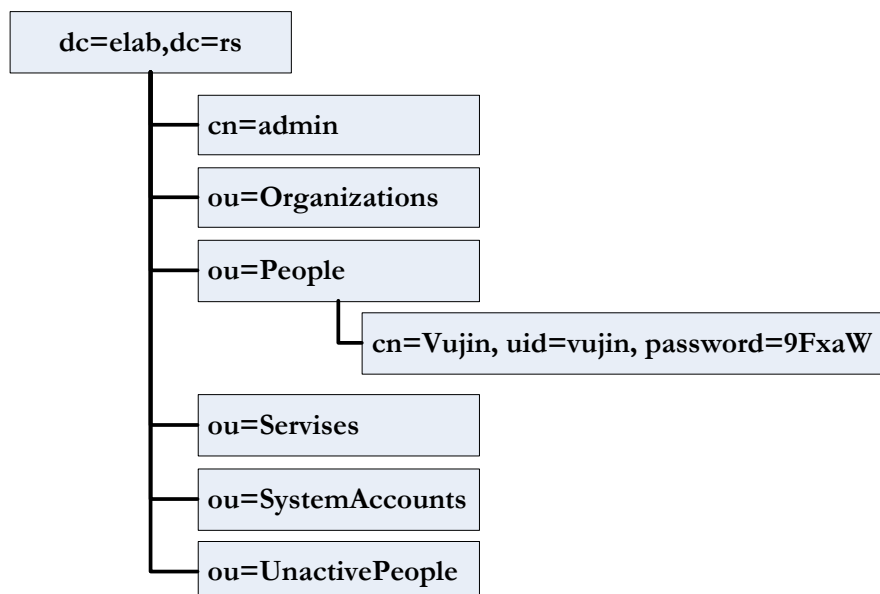 dc=elab,dc=rs
cn=admin
ou=Organizations
ou=People
cn=Vujin, uid=vujin, password=9FxaW
ou=Servises
ou=SystemAccounts
ou=UnactivePeople